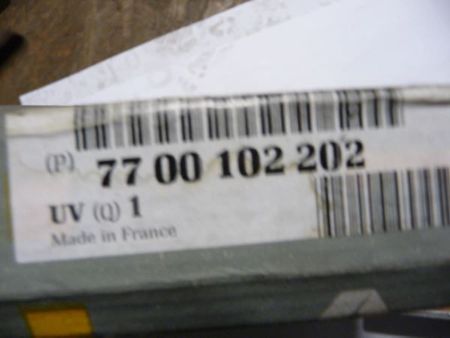 (P) 77 00 102 202
UV (Q) 1
Made in France